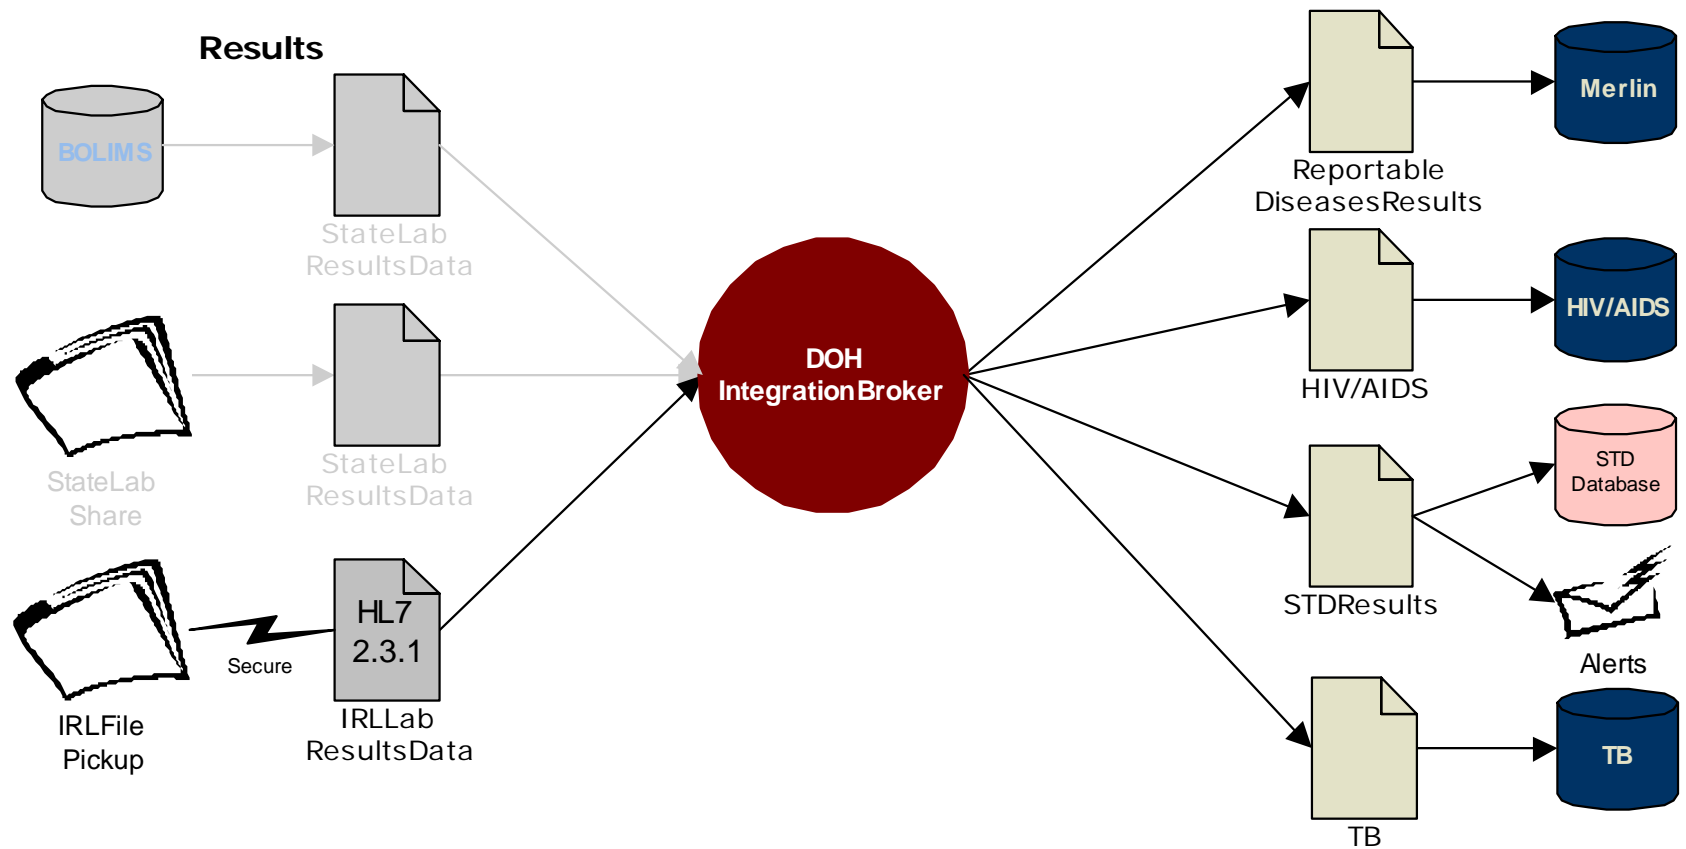 Results
BOLIMS
StateLab
ResultsData
StateLab
Share
StateLab
ResultsData
IRLFile
Pickup
Secure
HL7
2.3.1
IRLLab
ResultsData
DOH
IntegrationBroker
Reportable
DiseasesResults
Merlin
HIV/AIDS
HIV/AIDS
STDResults
STD
Database
Alerts
TB
TB